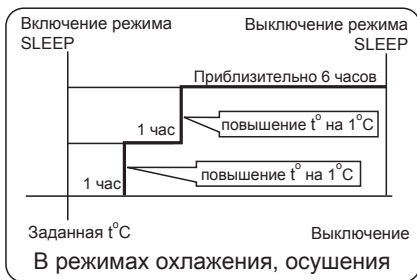 Включение режима
SLEEP
Выключение режима
SLEEP
Приблизительно 6 часов
1 час
повышение t° на 1°C
1 час
повышение t° на 1°C
Заданная t°C
Выключение
В режимах охлажения, осушения